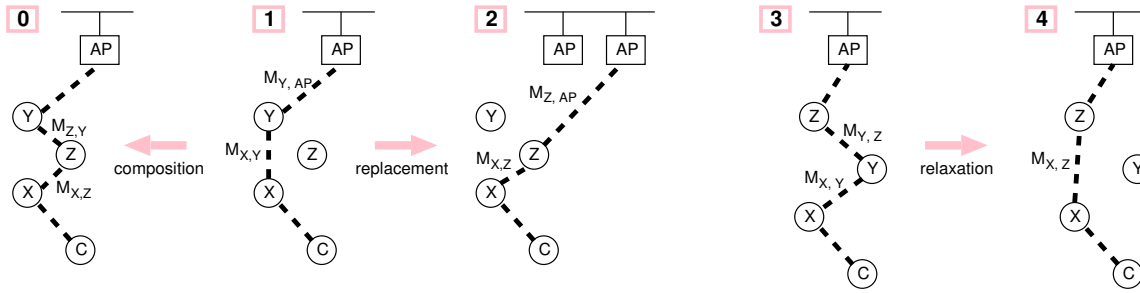 0
AP
Y
M_Z,Y
Z
X
M_X,Z
C
composition
1
AP
M_Y, AP
Y
M_X,Y
Z
X
C
replacement
2
AP
AP
M_Z, AP
Y
Z
M_X,Z
X
C
3
AP
Z
M_Y, Z
Y
M_X, Y
X
C
relaxation
4
AP
Z
M_X, Z
Y
X
C